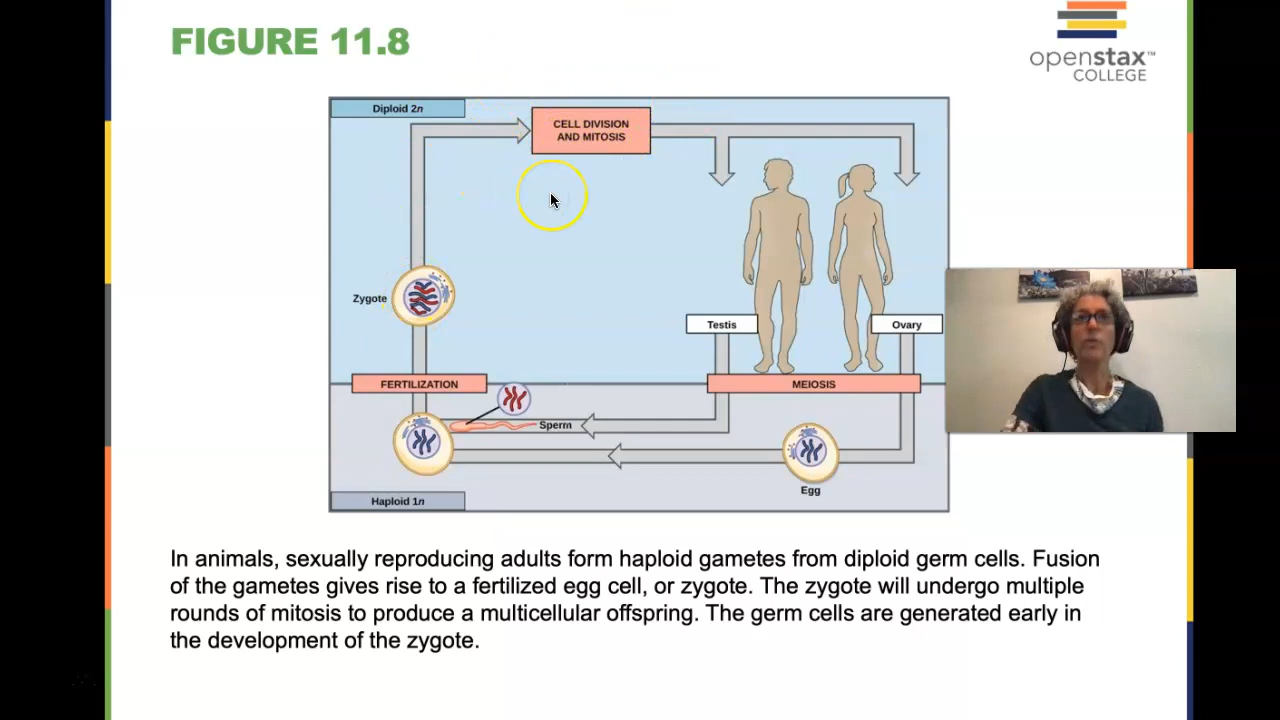 FIGURE 11.8
openstax™
COLLEGE
Diploid 2n
CELL DIVISION
AND MITOSIS
Zygote
Testis
Ovary
FERTILIZATION
MEIOSIS
Sperm
Egg
Haploid 1n
In animals, sexually reproducing adults form haploid gametes from diploid germ cells. Fusion
of the gametes gives rise to a fertilized egg cell, or zygote. The zygote will undergo multiple
rounds of mitosis to produce a multicellular offspring. The germ cells are generated early in
the development of the zygote.